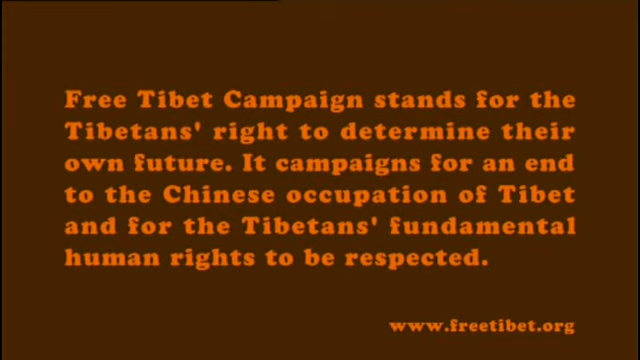 Free Tibet Campaign stands for the
Tibetans' right to determine their
own future. It campaigns for an end
to the Chinese occupation of Tibet
and for the Tibetans' fundamental
human rights to be respected.
www.freetibet.org